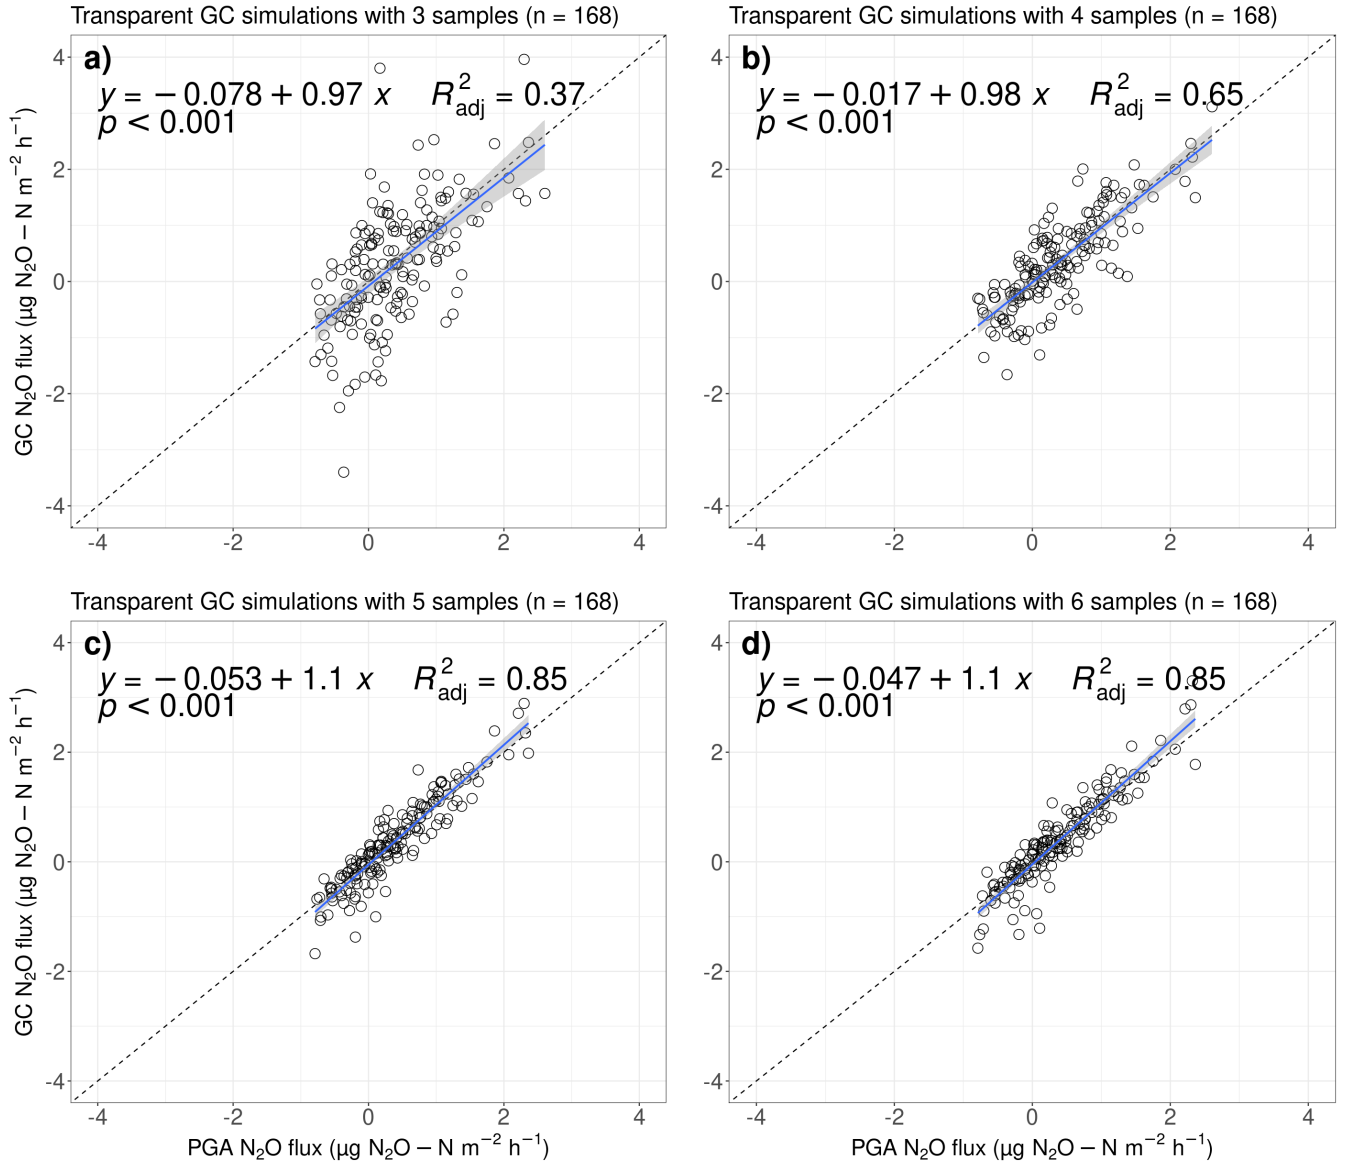 Transparent GC simulations with 3 samples (n = 168)
a)
y = − 0.078 + 0.97 x R²adj = 0.37
p < 0.001
4
2
0
-2
-4
-4 -2 0 2 4
GC N₂O flux (µg N₂O − N m⁻² h⁻¹)
Transparent GC simulations with 4 samples (n = 168)
b)
y = − 0.017 + 0.98 x R²adj = 0.65
p < 0.001
4
2
0
-2
-4
-4 -2 0 2 4
Transparent GC simulations with 5 samples (n = 168)
c)
y = − 0.053 + 1.1 x R²adj = 0.85
p < 0.001
4
2
0
-2
-4
-4 -2 0 2 4
GC N₂O flux (µg N₂O − N m⁻² h⁻¹)
PGA N₂O flux (µg N₂O − N m⁻² h⁻¹)
Transparent GC simulations with 6 samples (n = 168)
d)
y = − 0.047 + 1.1 x R²adj = 0.85
p < 0.001
4
2
0
-2
-4
-4 -2 0 2 4
PGA N₂O flux (µg N₂O − N m⁻² h⁻¹)